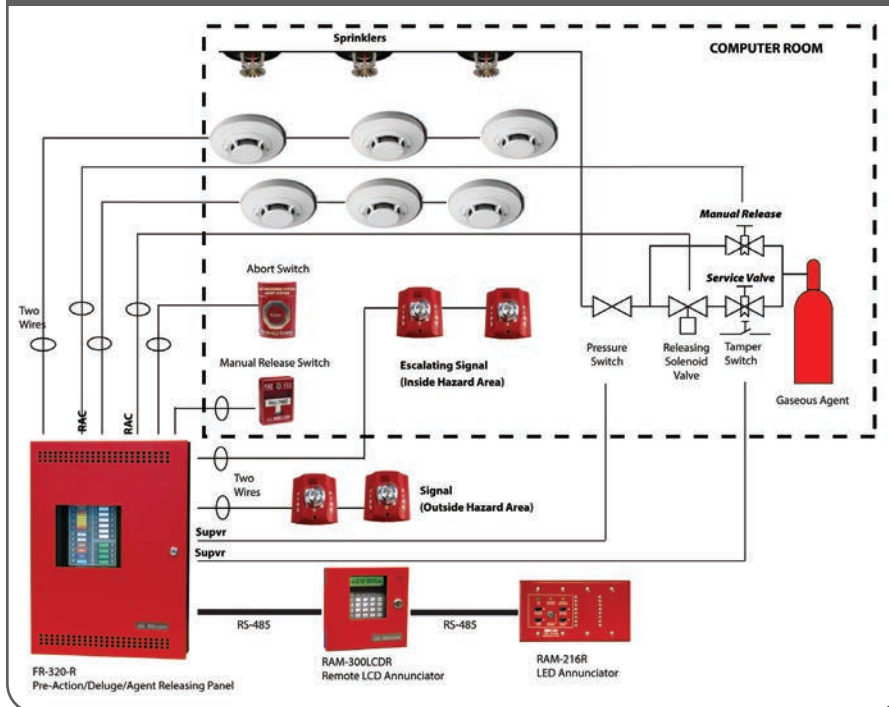 Sprinklers
COMPUTER ROOM
Manual Release
Abort Switch
Service Valve
Two
Wires
Manual Release Switch
Escalating Signal
(Inside Hazard Area)
Pressure
Switch
Releasing
Solenoid
Valve
Tamper
Switch
Gaseous Agent
RAC
RAC
Two
Wires
Signal
(Outside Hazard Area)
Supvr
Supvr
RS-485
RS-485
FR-320-R
Pre-Action/Deluge/Agent Releasing Panel
RAM-300LCDR
Remote LCD Annunciator
RAM-216R
LED Annunciator